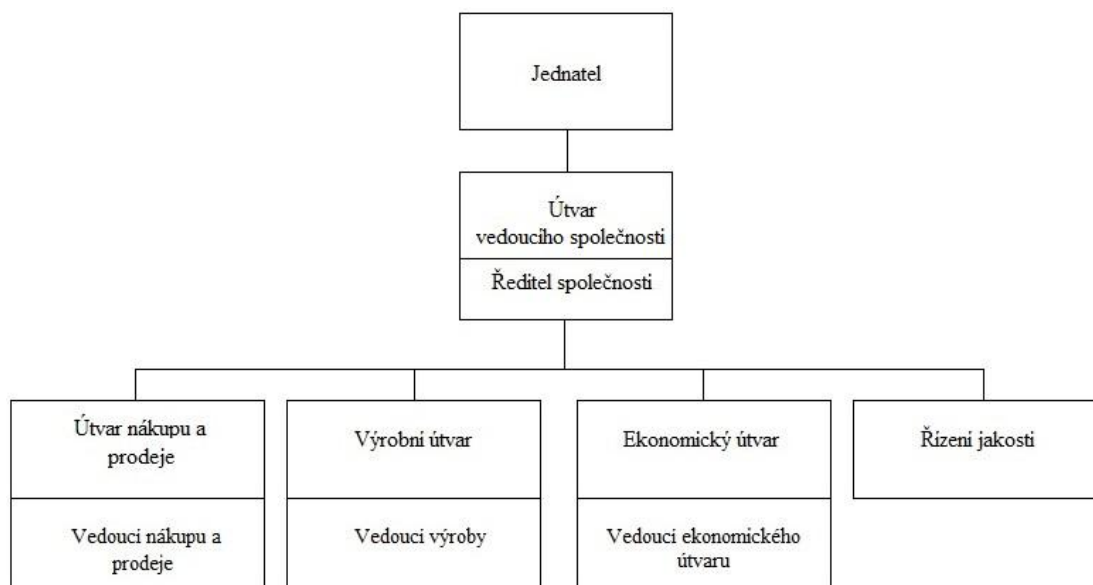 Jednatel
Útvar
vedoucího společnosti
Ředitel společnosti
Útvar nákupu a
prodeje
Výrobní útvar
Ekonomický útvar
Řízení jakosti
Vedoucí nákupu a
prodeje
Vedoucí výroby
Vedoucí ekonomického
útvaru